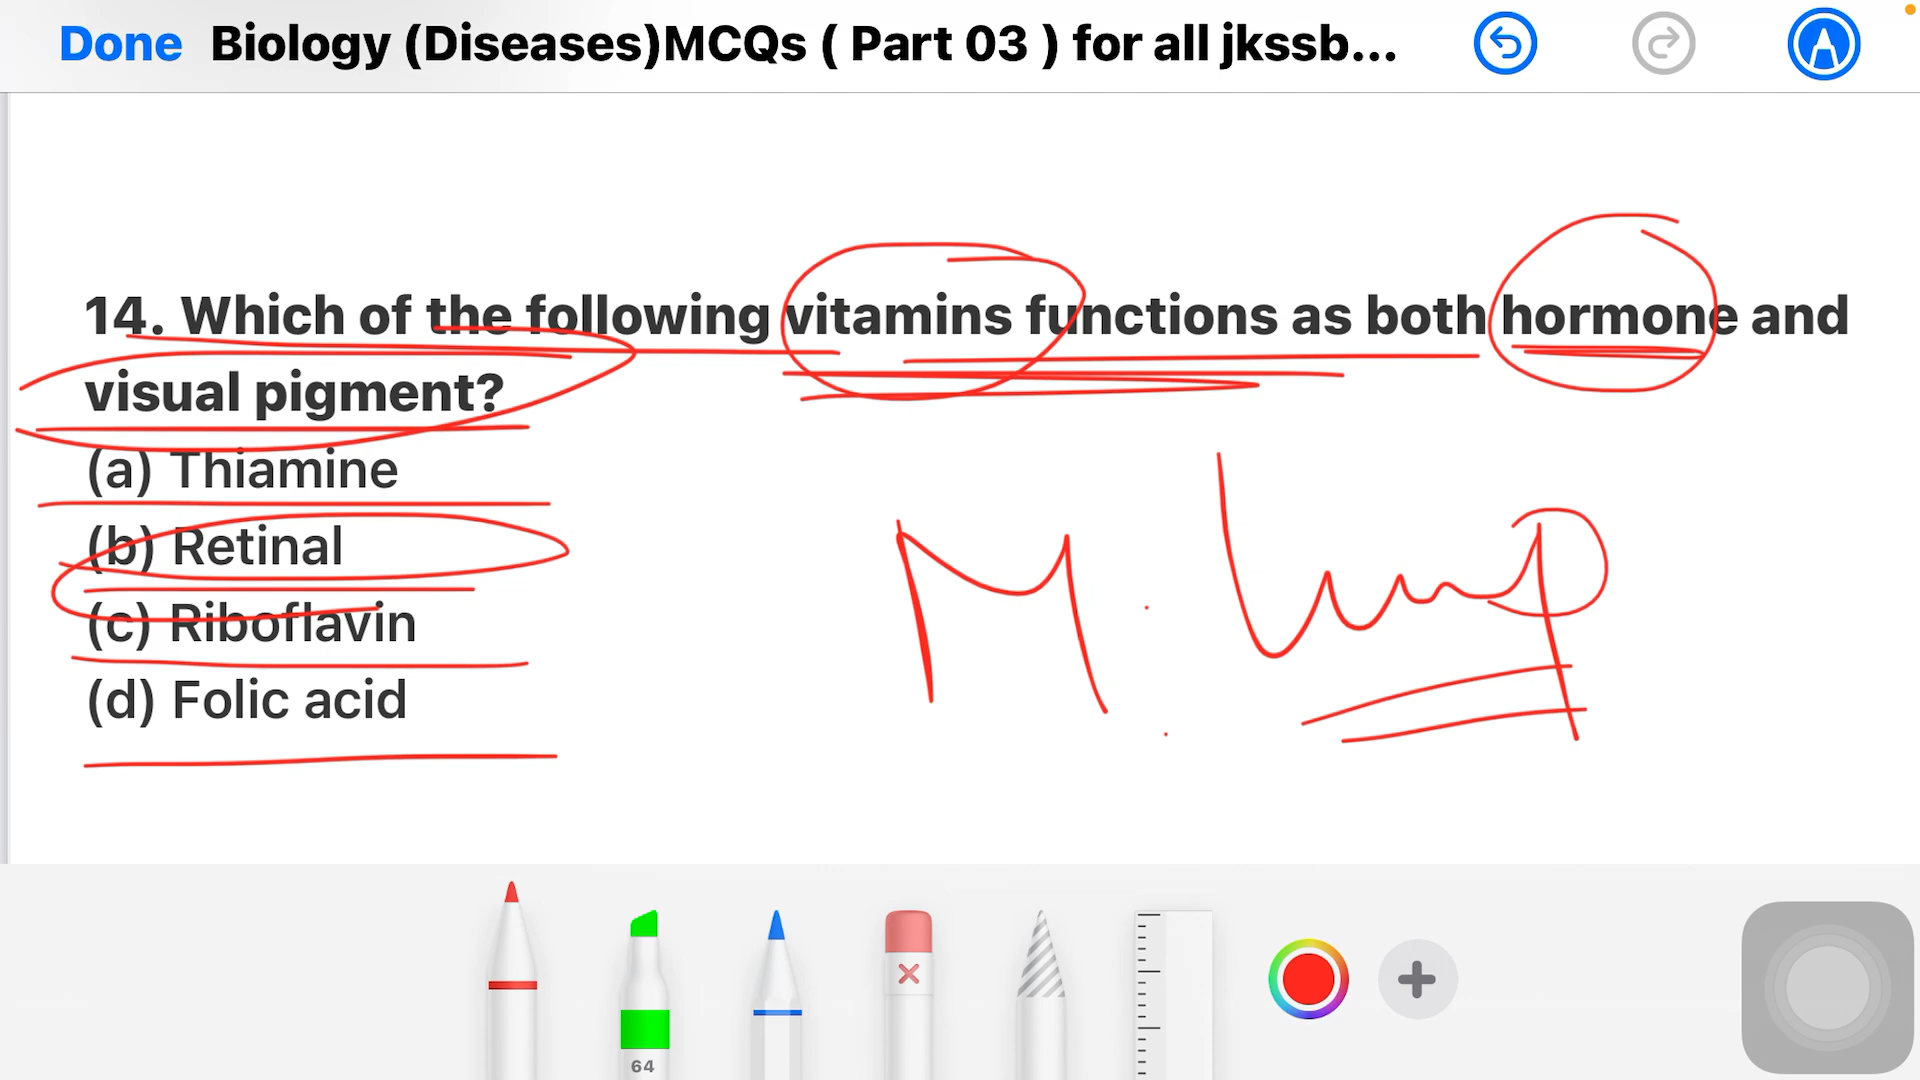 Done Biology (Diseases)MCQs ( Part 03 ) for all jkssb...
14. Which of the following vitamins functions as both hormone and
visual pigment?
(a) Thiamine
(b) Retinal
(c) Riboflavin
(d) Folic acid
M. Imp
64